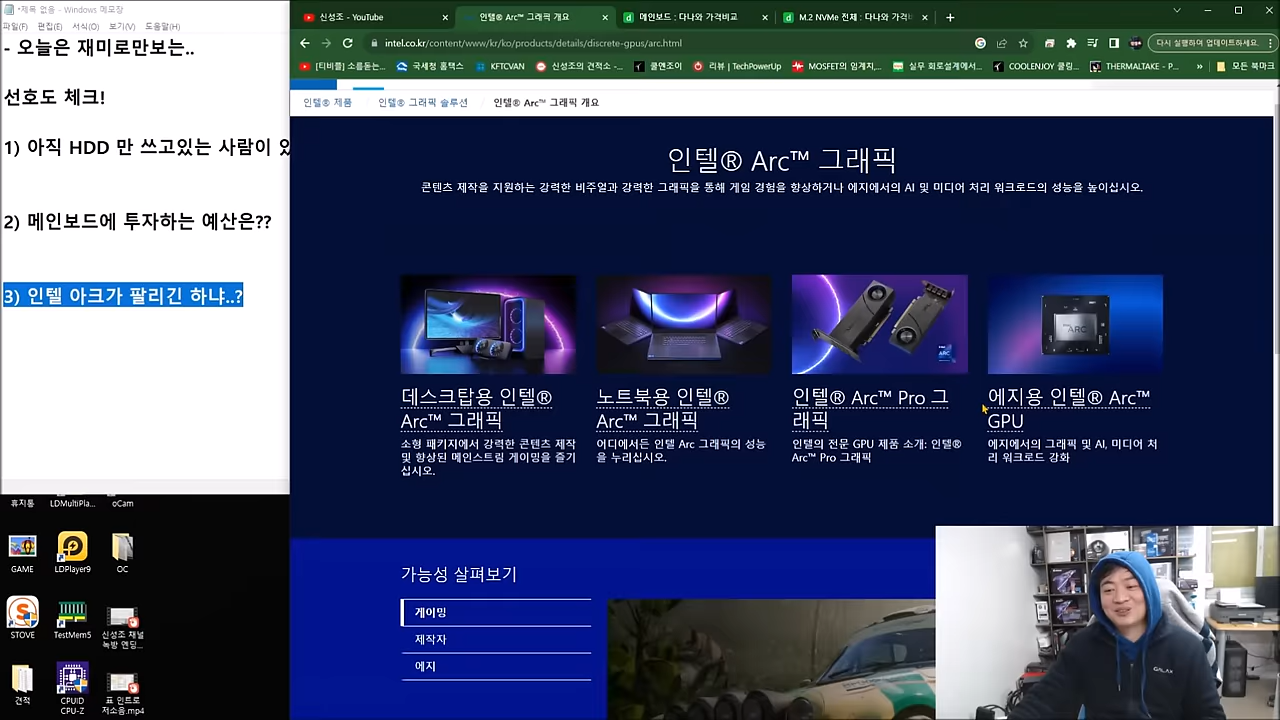 *제목 없음 - Windows 메모장
파일(F) 편집(E) 서식(O) 보기(V) 도움말(H)
- 오늘은 재미로만보는..
선호도 체크!
1) 아직 HDD 만 쓰고있는 사람이 있
2) 메인보드에 투자하는 예산은??
3) 인텔 아크가 팔리긴 하냐..?
휴지통 LDMultiPla... oCam
GAME LDPlayer9 OC
STOVE TestMem5 신성조 채널 녹방 엔딩...
견적 CPUID CPU-Z 표 인트로 저소음.mp4
신성조 - YouTube
인텔® Arc™ 그래픽 개요
메인보드 : 다나와 가격비교
M.2 NVMe 전체 : 다나와 가격비
intel.co.kr/content/www/kr/ko/products/details/discrete-gpus/arc.html
다시 실행하여 업데이트하세요.
[티비플] 소름돋는... 국세청 홈택스 KFTCVAN 신성조의 견적소 -... 쿨엔조이 리뷰 | TechPowerUp MOSFET의 임계지,... 실무 회로설계에서... COOLENJOY 쿨링... THERMALTAKE - P... » 모든 북마크
인텔® 제품 인텔® 그래픽 솔루션 인텔® Arc™ 그래픽 개요
인텔® Arc™ 그래픽
콘텐츠 제작을 지원하는 강력한 비주얼과 강력한 그래픽을 통해 게임 경험을 향상하거나 에지에서의 AI 및 미디어 처리 워크로드의 성능을 높이십시오.
ARC
데스크탑용 인텔®
Arc™ 그래픽
소형 패키지에서 강력한 콘텐츠 제작
및 향상된 메인스트림 게이밍을 즐기
십시오.
노트북용 인텔®
Arc™ 그래픽
어디에서든 인텔 Arc 그래픽의 성능
을 누리십시오.
인텔® Arc™ Pro 그
래픽
인텔의 전문 GPU 제품 소개: 인텔®
Arc™ Pro 그래픽
에지용 인텔® Arc™
GPU
에지에서의 그래픽 및 AI, 미디어 처
리 워크로드 강화
가능성 살펴보기
게이밍
제작자
에지
GALAX